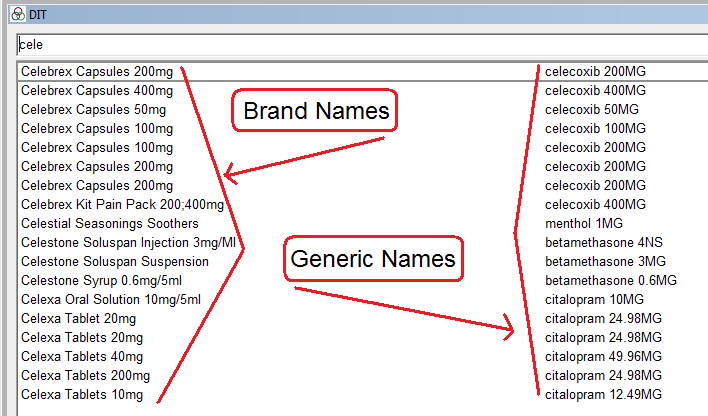 DIT
cele
Celebrex Capsules 200mg celecoxib 200MG
Celebrex Capsules 400mg celecoxib 400MG
Celebrex Capsules 50mg celecoxib 50MG
Celebrex Capsules 100mg celecoxib 100MG
Celebrex Capsules 100mg celecoxib 200MG
Celebrex Capsules 200mg celecoxib 200MG
Celebrex Capsules 200mg celecoxib 200MG
Celebrex Kit Pain Pack 200;400mg celecoxib 400MG
Celestial Seasonings Soothers menthol 1MG
Celestone Soluspan Injection 3mg/Ml betamethasone 4NS
Celestone Soluspan Suspension betamethasone 3MG
Celestone Syrup 0.6mg/5ml betamethasone 0.6MG
Celexa Oral Solution 10mg/5ml citalopram 10MG
Celexa Tablet 20mg citalopram 24.98MG
Celexa Tablets 20mg citalopram 24.98MG
Celexa Tablets 40mg citalopram 49.96MG
Celexa Tablets 200mg citalopram 24.98MG
Celexa Tablets 10mg citalopram 12.49MG
Brand Names
Generic Names